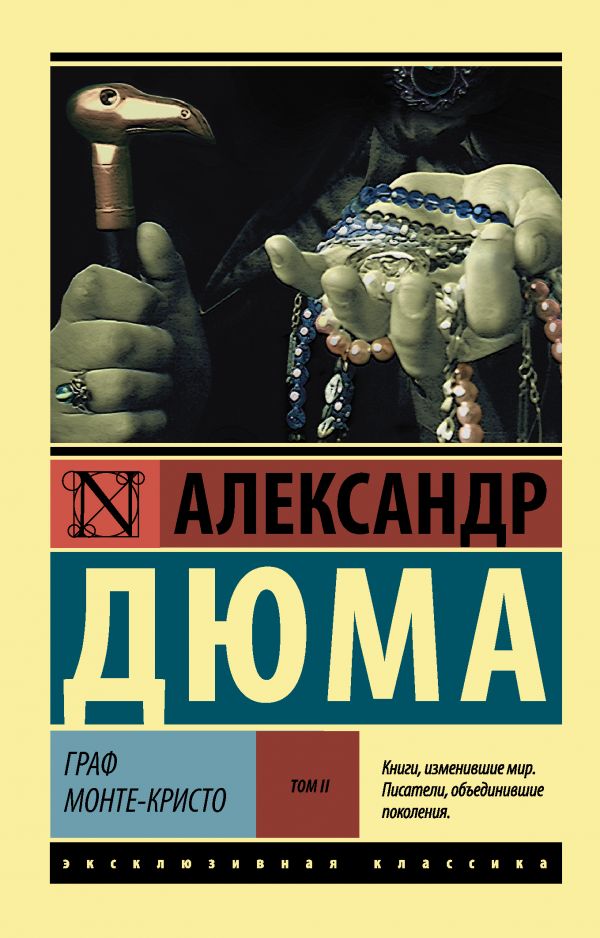 N
АЛЕКСАНДР
ДЮМА
ГРАФ
МОНТЕ-КРИСТО
ТОМ II
Книги, изменившие мир.
Писатели, объединившие
поколения.
эксклюзивная классика